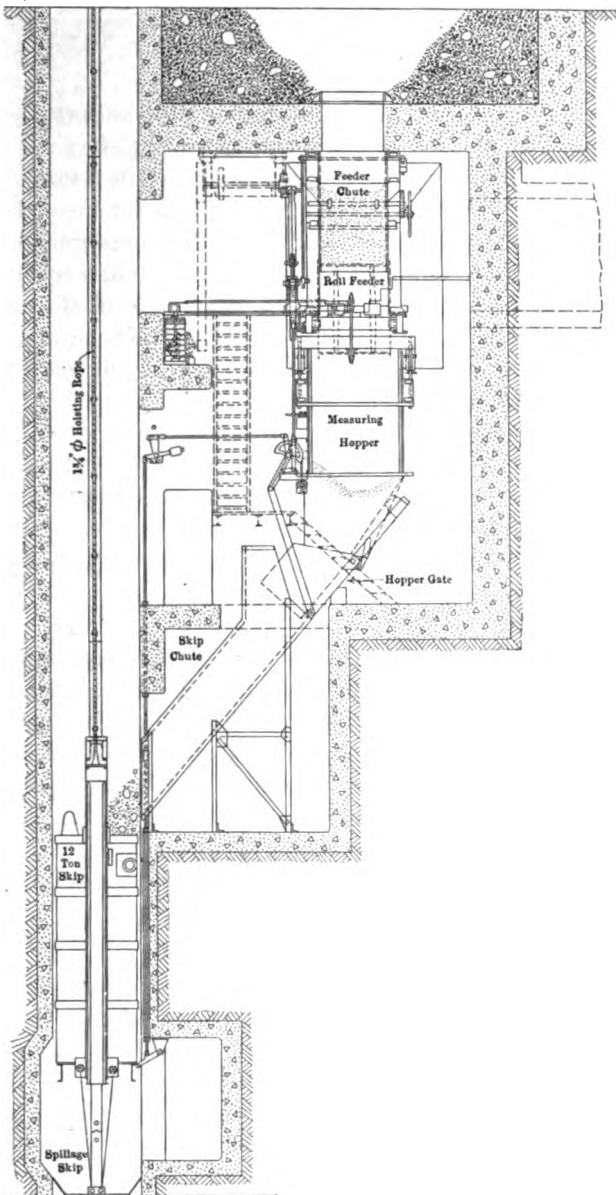 Feeder
Chute
Roll Feeder
1¾" ϕ Hoisting Rope
Measuring
Hopper
Hopper Gate
Skip
Chute
12
Ton
Skip
Spillage
Skip